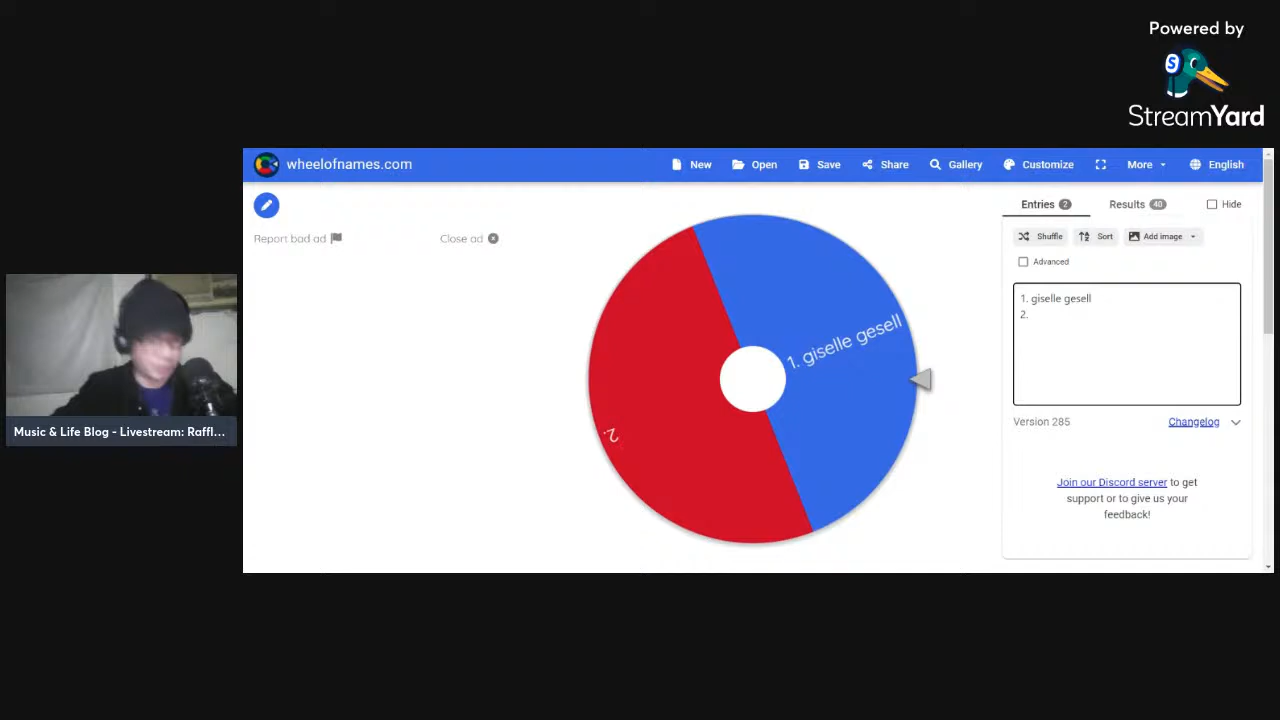 Powered by
S
StreamYard
wheelofnames.com
New
Open
Save
Share
Gallery
Customize
More
English
Entries 2
Results 40
Hide
Report bad ad
Close ad
Shuffle
Sort
Add image
Advanced
1. giselle gesell
2.
1. giselle gesell
2.
Version 285
Changelog
Join our Discord server to get
support or to give us your
feedback!
Music & Life Blog - Livestream: Raffl...